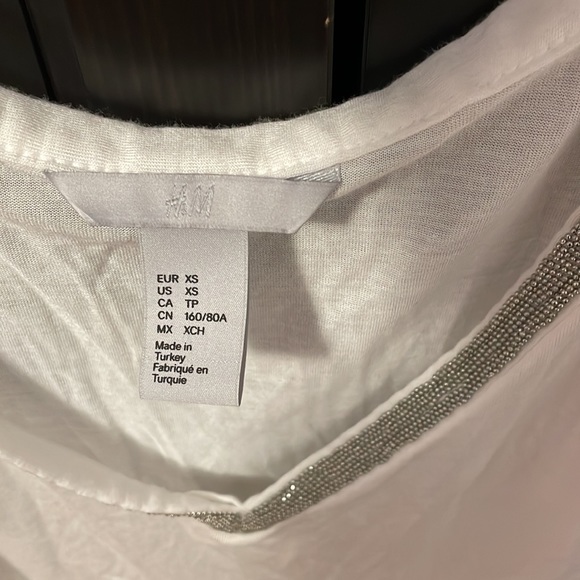 H&M
EUR XS
US XS
CA TP
CN 160/80A
MX XCH
Made in
Turkey
Fabriqué en
Turquie